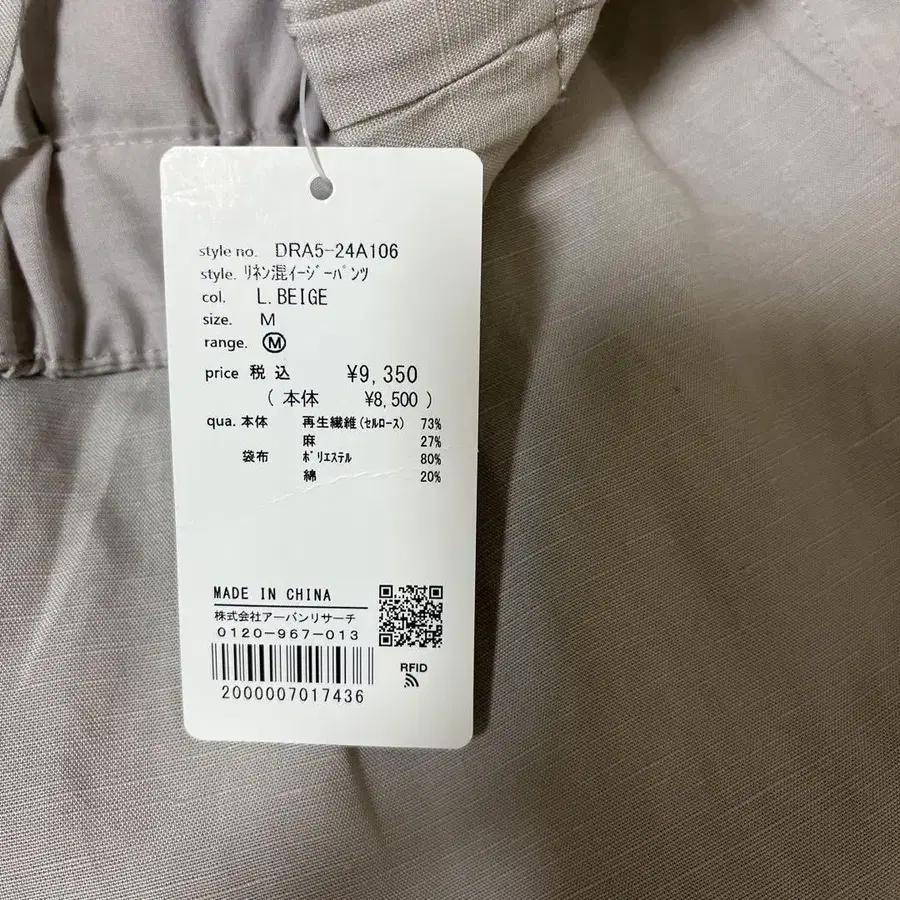 style no. DRA5-24A106
style. ﾘﾈﾝ混ｲｰｼﾞｰﾊﾟﾝﾂ
col. L.BEIGE
size. M
range. Ⓜ
price 税込 ¥9,350
( 本体 ¥8,500 )
qua. 本体 再生繊維(ｾﾙﾛｰｽ) 73%
麻 27%
袋布 ﾎﾟﾘｴｽﾃﾙ 80%
綿 20%
MADE IN CHINA
株式会社アーバンリサーチ
0120-967-013
RFID
2000007017436